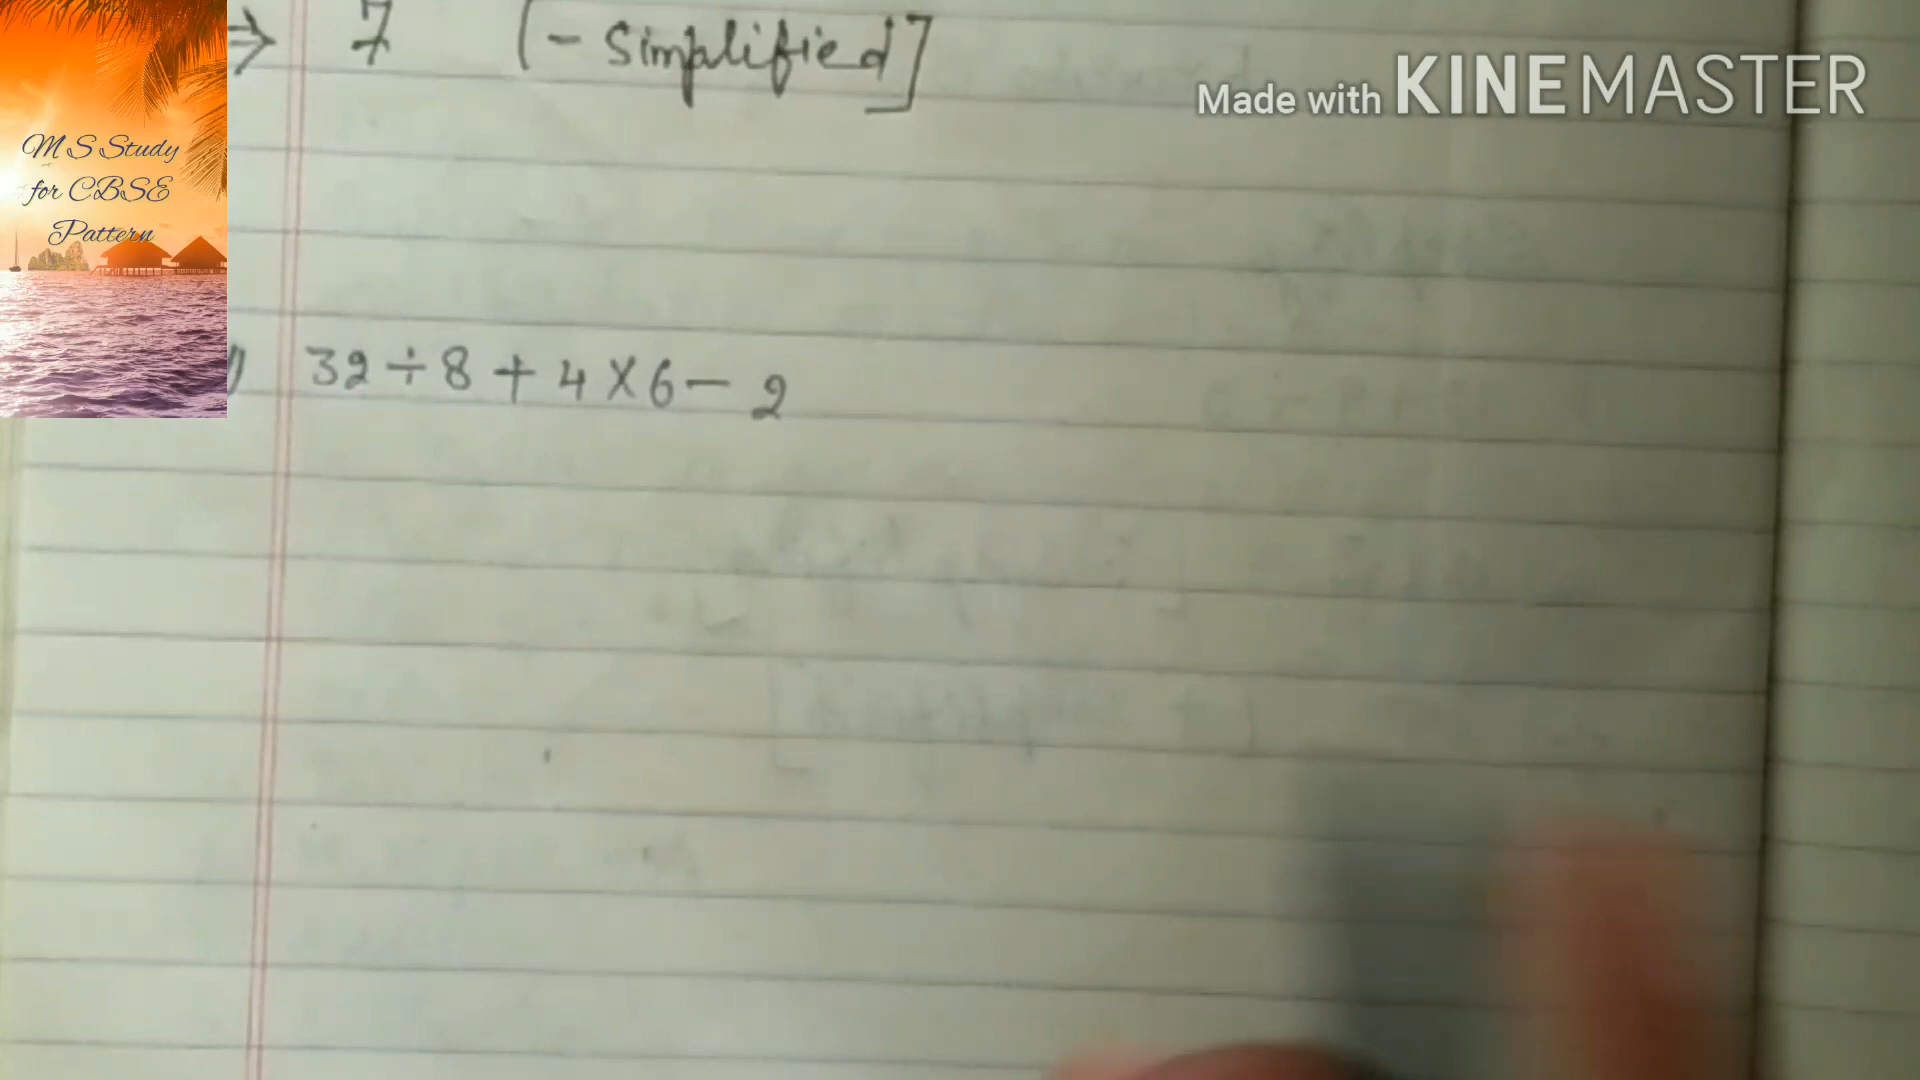 ⇒ 7 [- Simplified]
Made with KINEMASTER
M S Study
for CBSE
Pattern
) 32 ÷ 8 + 4 × 6 - 2